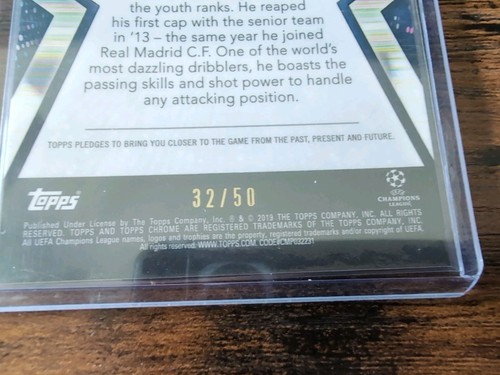 the youth ranks. He reaped
his first cap with the senior team
in '13 – the same year he joined
Real Madrid C.F. One of the world's
most dazzling dribblers, he boasts the
passing skills and shot power to handle
any attacking position.
TOPPS PLEDGES TO BRING YOU CLOSER TO THE GAME FROM THE PAST, PRESENT AND FUTURE.
Topps
32/50
CHAMPIONS
LEAGUE
Published Under License by The Topps Company, Inc. ® & © 2019 THE TOPPS COMPANY, INC. ALL RIGHTS
RESERVED. TOPPS AND TOPPS CHROME ARE REGISTERED TRADEMARKS OF THE TOPPS COMPANY, INC.
All UEFA Champions League names, logos and trophies are the property, registered trademarks and/or copyright of UEFA.
All rights reserved. WWW.TOPPS.COM. CODE#CMP032231